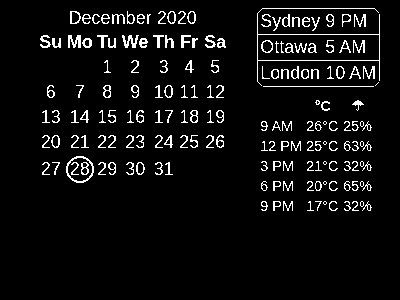 December 2020
Su Mo Tu We Th Fr Sa
1 2 3 4 5
6 7 8 9 10 11 12
13 14 15 16 17 18 19
20 21 22 23 24 25 26
27 28 29 30 31
Sydney 9 PM
Ottawa 5 AM
London 10 AM
°C ☂
9 AM 26°C 25%
12 PM 25°C 63%
3 PM 21°C 32%
6 PM 20°C 65%
9 PM 17°C 32%